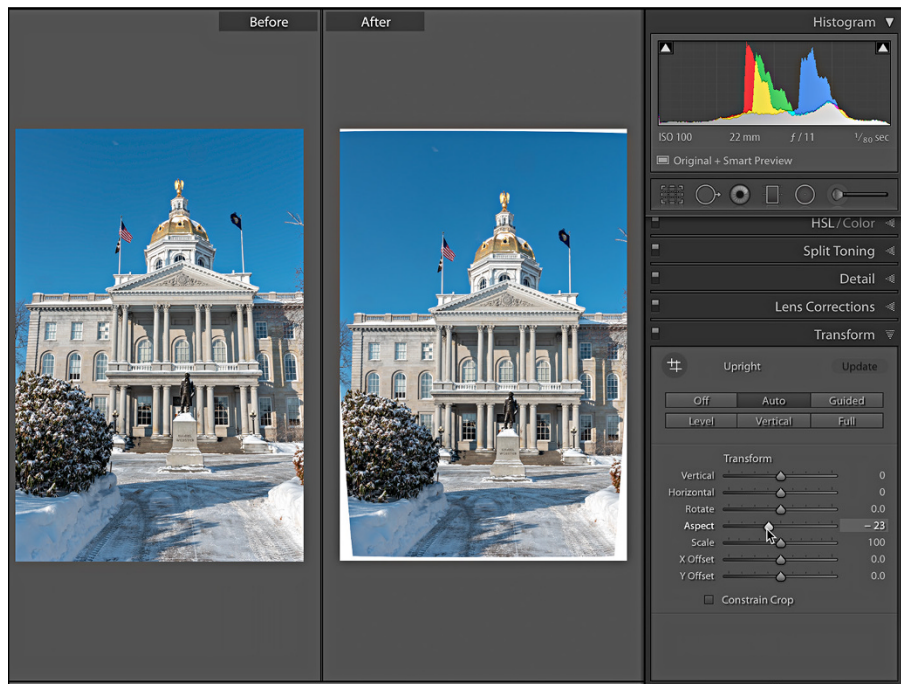 Before
After
Histogram
ISO 100 22 mm ƒ / 11 1/80 sec
Original + Smart Preview
HSL / Color
Split Toning
Detail
Lens Corrections
Transform
Upright Update
Off Auto Guided
Level Vertical Full
Transform
Vertical 0
Horizontal 0
Rotate 0.0
Aspect – 23
Scale 100
X Offset 0.0
Y Offset 0.0
Constrain Crop